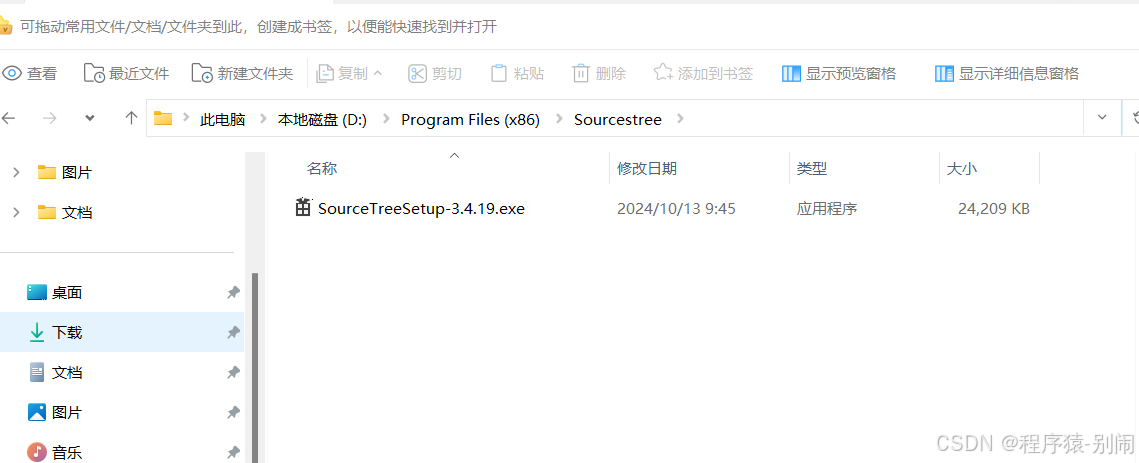 可拖动常用文件/文档/文件夹到此，创建成书签，以便能快速找到并打开
查看 最近文件 新建文件夹 复制 剪切 粘贴 删除 添加到书签 显示预览窗格 显示详细信息窗格
此电脑 本地磁盘 (D:) Program Files (x86) Sourcestree
名称 修改日期 类型 大小
SourceTreeSetup-3.4.19.exe 2024/10/13 9:45 应用程序 24,209 KB
图片
文档
桌面
下载
文档
图片
音乐
CSDN @程序猿-别闹